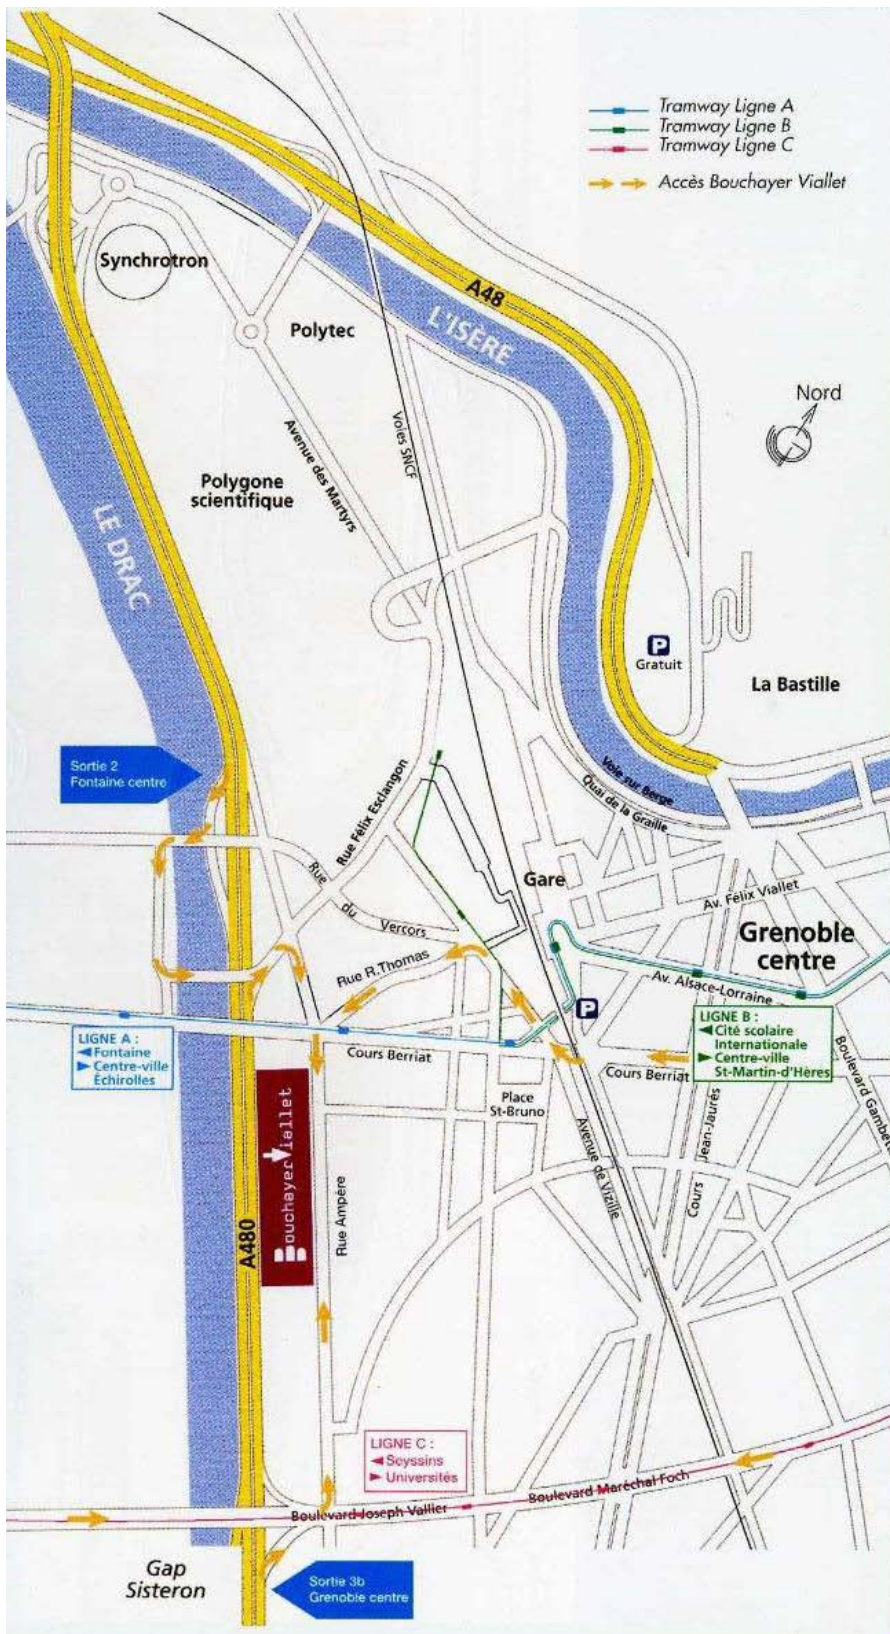 Tramway Ligne A
Tramway Ligne B
Tramway Ligne C
Accès Bouchayer Viallet
Synchrotron
A48
L'ISÈRE
Polytec
Nord
Voies SNCF
Avenue des Martyrs
Polygone
scientifique
LE DRAC
P
Gratuit
La Bastille
Sortie 2
Fontaine centre
Voie sur Berge
Quai de la Graille
Rue Félix Esclangon
Rue
du
Vercors
Gare
Av. Félix Viallet
Grenoble
centre
Rue R.Thomas
Av. Alsace-Lorraine
P
LIGNE A :
Fontaine
Centre-ville
Échirolles
LIGNE B :
Cité scolaire
Internationale
Centre-ville
St-Martin-d'Hères
Cours Berriat
Cours Berriat
Boulevard Gambetta
Place
St-Bruno
Bouchayer Viallet
Cours Jean-Jaurés
Avenue de Vizille
Rue Ampère
A480
LIGNE C :
Seyssins
Universités
Boulevard Joseph Vallier
Boulevard Maréchal Foch
Gap
Sisteron
Sortie 3b
Grenoble centre